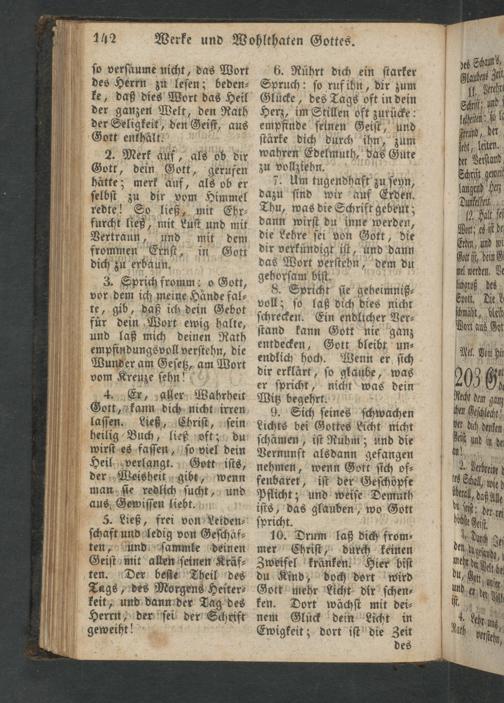 142 Werke und Wohlthaten Gottes.
so versäume nicht, das Wort
des Herrn zu lesen; beden-
ke, daß dies Wort das Heil
der ganzen Welt, den Rath
der Seligkeit, den Geist, aus
Gott enthält.
2. Merk auf, als ob dir
Gott, dein Gott, gerufen
hätte; merk auf, als ob er
selbst zu dir vom Himmel
redte! So ließ, mit Ehr-
furcht ließ, mit Lust und mit
Vertraun, und mit dem
frommen Ernst, in Gott
dich zu erbaun.
3. Sprich fromm: o Gott,
vor dem ich meine Hände fal-
te, gib, daß ich dein Gebot
für dein Wort ewig halte,
und laß mich deinen Rath
empfindungsvoll verstehn, die
Wunder am Gesetz, am Wort
vom Kreuze sehn!
4. Er, aller Wahrheit
Gott, kann dich nicht irren
lassen. Ließ, Christ, sein
heilig Buch, ließ oft; du
wirst es fassen, so viel dein
Heil verlangt. Gott ists,
der Weisheit gibt, wenn
man sie redlich sucht, und
aus Gewissen liebt.
5. Ließ, frei von Leiden-
schaft und ledig von Geschäf-
ten, und sammle deinen
Geist mit allen seinen Kräf-
ten. Der beste Theil des
Tags, des Morgens Heiter-
keit, und dann der Tag des
Herrn, der sei der Schrift
geweiht!
6. Rührt dich ein starker
Spruch: so ruf ihn, dir zum
Glücke, des Tags oft in dein
Herz, im Stillen oft zurücke:
empfinde seinen Geist, und
stärke dich durch ihn, zum
wahren Edelmuth, das Gute
zu vollziehn.
7. Um tugendhaft zu seyn,
dazu sind wir auf Erden.
Thu, was die Schrift gebeut;
dann wirst du inne werden,
die Lehre sei von Gott, die
dir verkündigt ist, und dann
das Wort verstehn, dem du
gehorsam bist.
8. Spricht sie geheimniß-
voll; so laß dich dies nicht
schrecken. Ein endlicher Ver-
stand kann Gott nie ganz
entdecken, Gott bleibt un-
endlich hoch. Wenn er sich
dir erklärt, so glaube, was
er spricht, nicht was dein
Witz begehrt.
9. Sich seines schwachen
Lichts bei Gottes Licht nicht
schämen, ist Ruhm; und die
Vernunft alsdann gefangen
nehmen, wenn Gott sich of-
fenbaret, ist der Geschöpfe
Pflicht; und weise Demuth
ists, das glauben, wo Gott
spricht.
10. Drum laß dich from-
mer Christ, durch keinen
Zweifel kränken. Hier bist
du Kind, doch dort wird
Gott mehr Licht dir schen-
ken. Dort wächst mit dei-
nem Glück dein Licht in
Ewigkeit; dort ist die Zeit
des
des Schaun's,
Glaubens Zeit
11. Verehre
Schrift; und
203